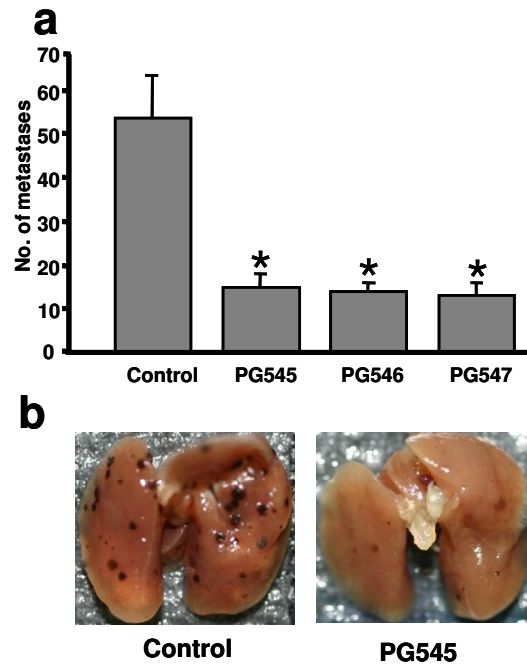 a
No. of metastases
70
60
50
40
30
20
10
0
*
*
*
Control
PG545
PG546
PG547
b
Control
PG545